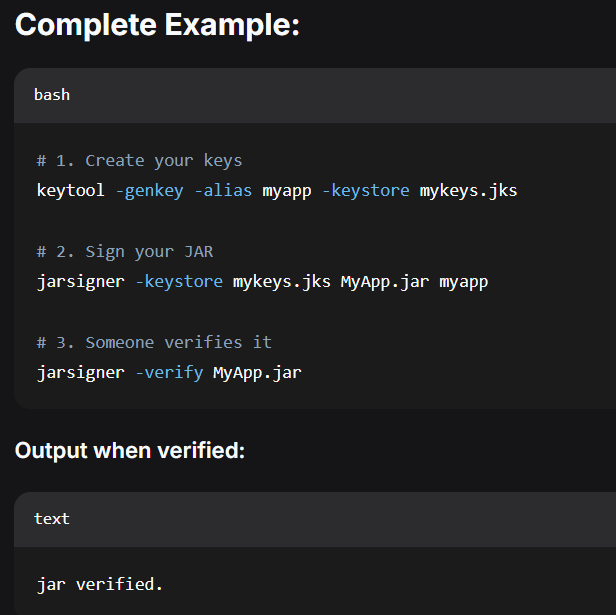 Complete Example:
bash
# 1. Create your keys
keytool -genkey -alias myapp -keystore mykeys.jks
# 2. Sign your JAR
jarsigner -keystore mykeys.jks MyApp.jar myapp
# 3. Someone verifies it
jarsigner -verify MyApp.jar
Output when verified:
text
jar verified.